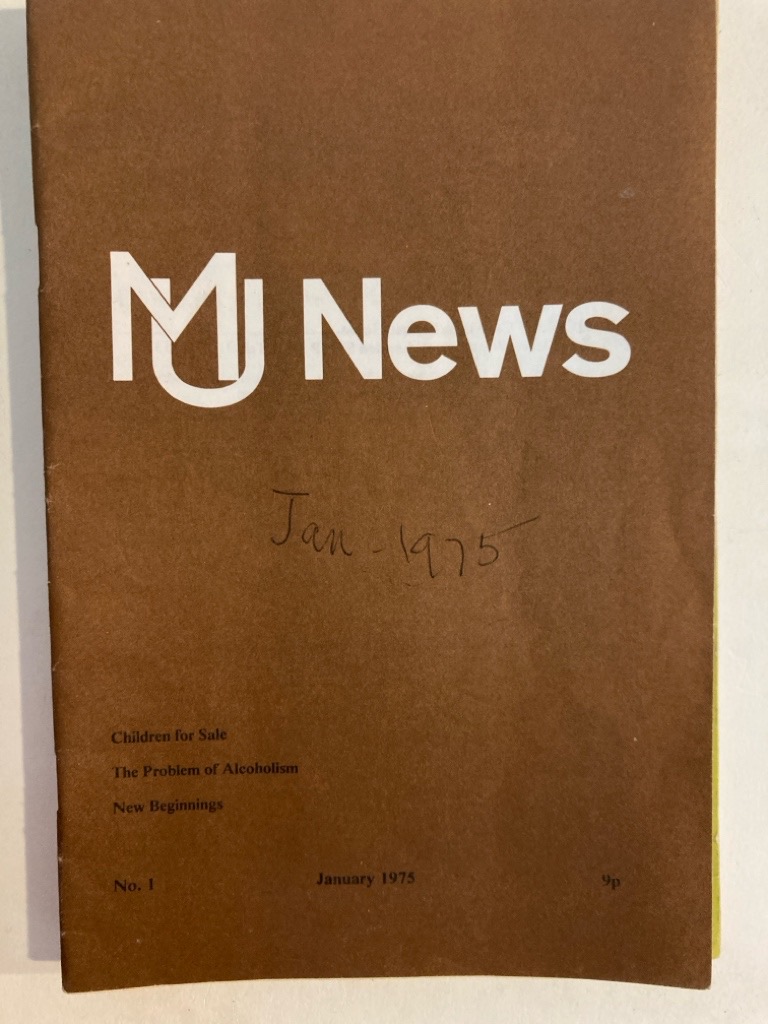 MU News
Jan - 1975
Children for Sale
The Problem of Alcoholism
New Beginnings
No. 1 January 1975 9p